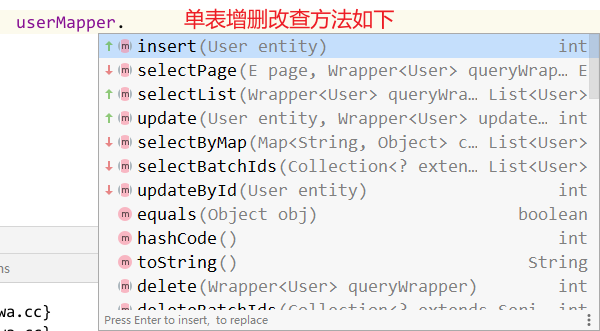 userMapper. 单表增删改查方法如下
insert(User entity) int
selectPage(E page, Wrapper<User> queryWrap… E
selectList(Wrapper<User> queryWra… List<User>
update(User entity, Wrapper<User> update… int
selectByMap(Map<String, Object> c… List<User>
selectBatchIds(Collection<? exten… List<User>
updateById(User entity) int
equals(Object obj) boolean
hashCode() int
toString() String
ns
delete(Wrapper<User> queryWrapper) int
wa.cc}
deleteBatchIds(Collection<? extends Seri… int
Press Enter to insert, to replace
wa.cc}